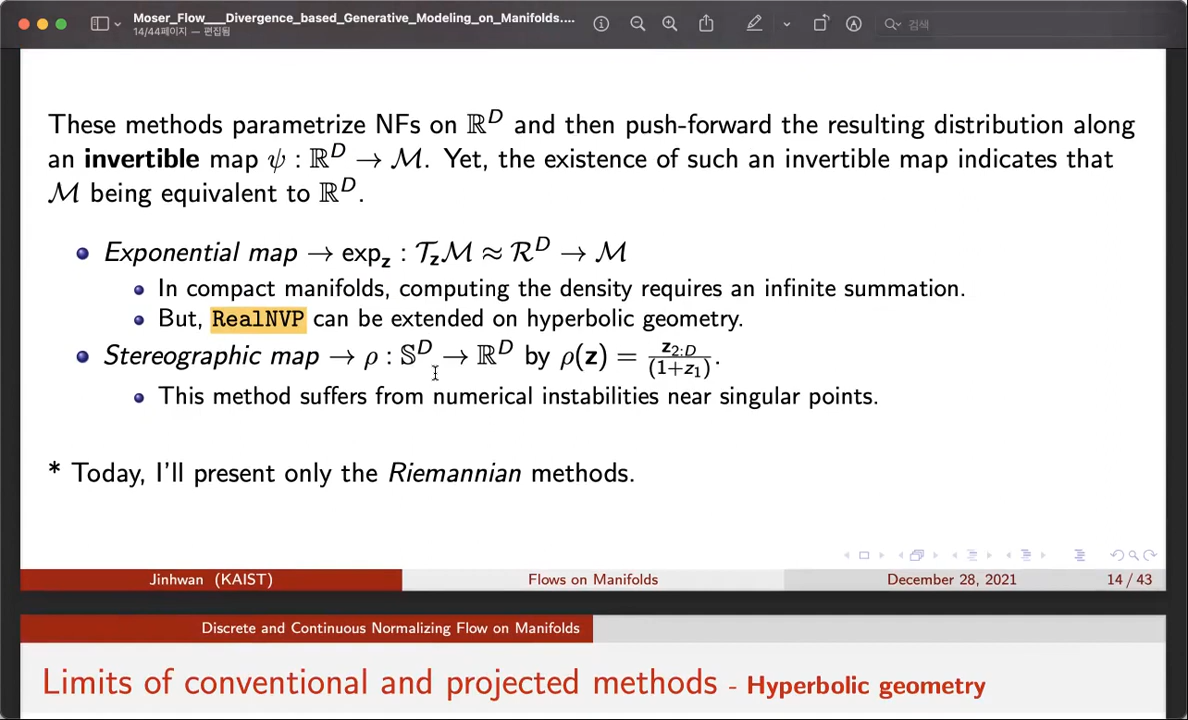 Moser_Flow___Divergence_based_Generative_Modeling_on_Manifolds....
14/44페이지 — 편집됨
검색
These methods parametrize NFs on ℝ^D and then push-forward the resulting distribution along
an invertible map ψ : ℝ^D → ℳ. Yet, the existence of such an invertible map indicates that
ℳ being equivalent to ℝ^D.
Exponential map → exp_z : 𝒯_zℳ ≈ ℛ^D → ℳ
In compact manifolds, computing the density requires an infinite summation.
But, RealNVP can be extended on hyperbolic geometry.
Stereographic map → ρ : 𝕊^D → ℝ^D by ρ(z) = z_{2:D}/(1+z_1).
This method suffers from numerical instabilities near singular points.
* Today, I'll present only the Riemannian methods.
Jinhwan (KAIST) Flows on Manifolds December 28, 2021 14 / 43
Discrete and Continuous Normalizing Flow on Manifolds
Limits of conventional and projected methods - Hyperbolic geometry